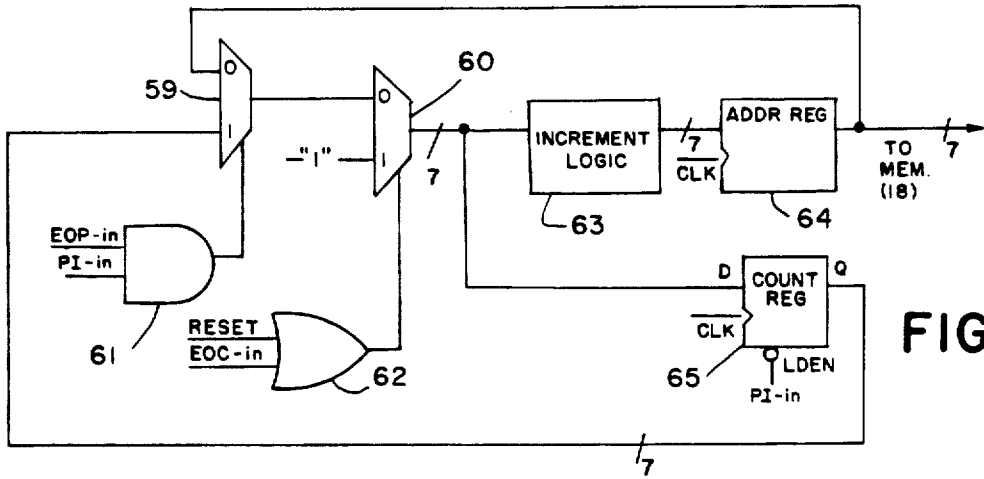 0
59
1
60
0
–"1"–
1
7
INCREMENT
LOGIC
63
7
CLK
ADDR REG
64
TO
MEM.
(18)
7
EOP-in
PI-in
61
RESET
EOC-in
62
D
COUNT
REG
Q
CLK
65
LDEN
PI-in
FIG
7